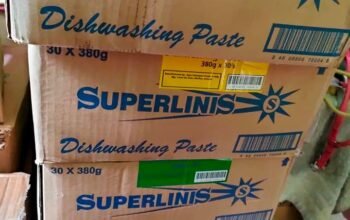 Dishwashing Paste
30 X 380g
380g x 30's
SUPERLINIS S
Dishwashing Paste
30 X 380g
SUPERLINIS S